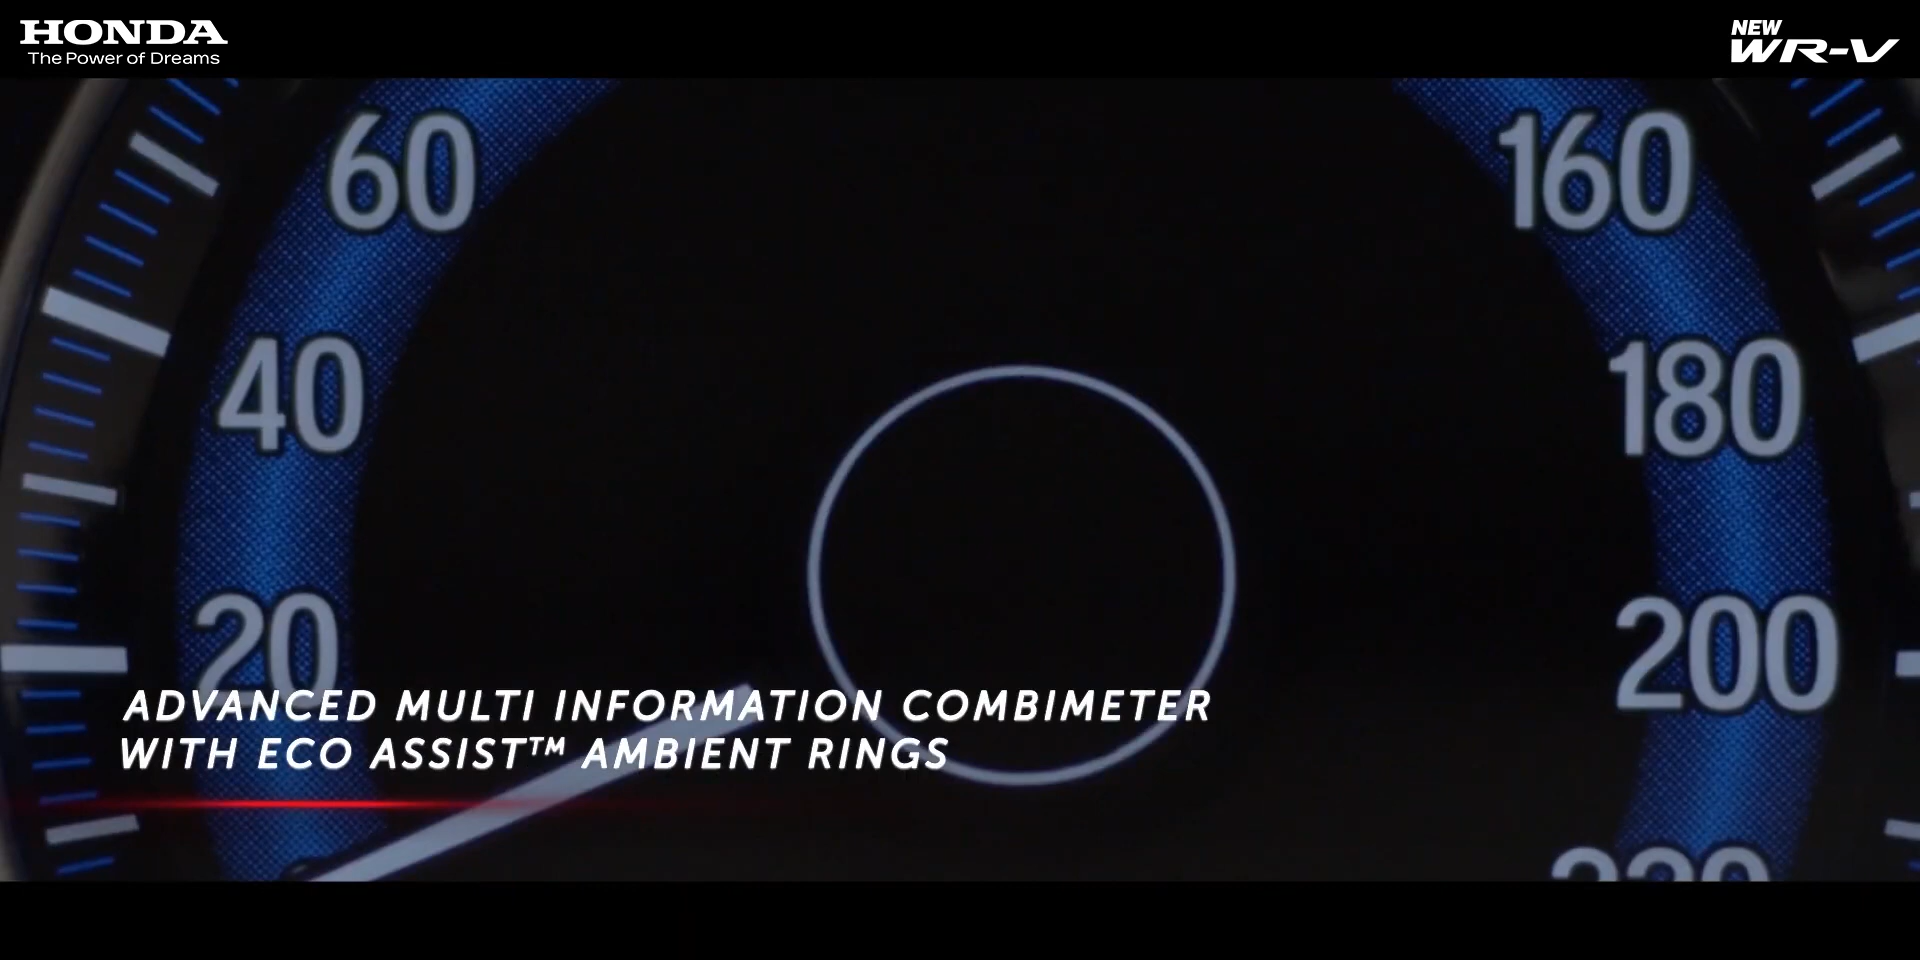 HONDA
The Power of Dreams
NEW
WR-V
60
160
40
180
20
200
ADVANCED MULTI INFORMATION COMBIMETER
WITH ECO ASSIST™ AMBIENT RINGS
220